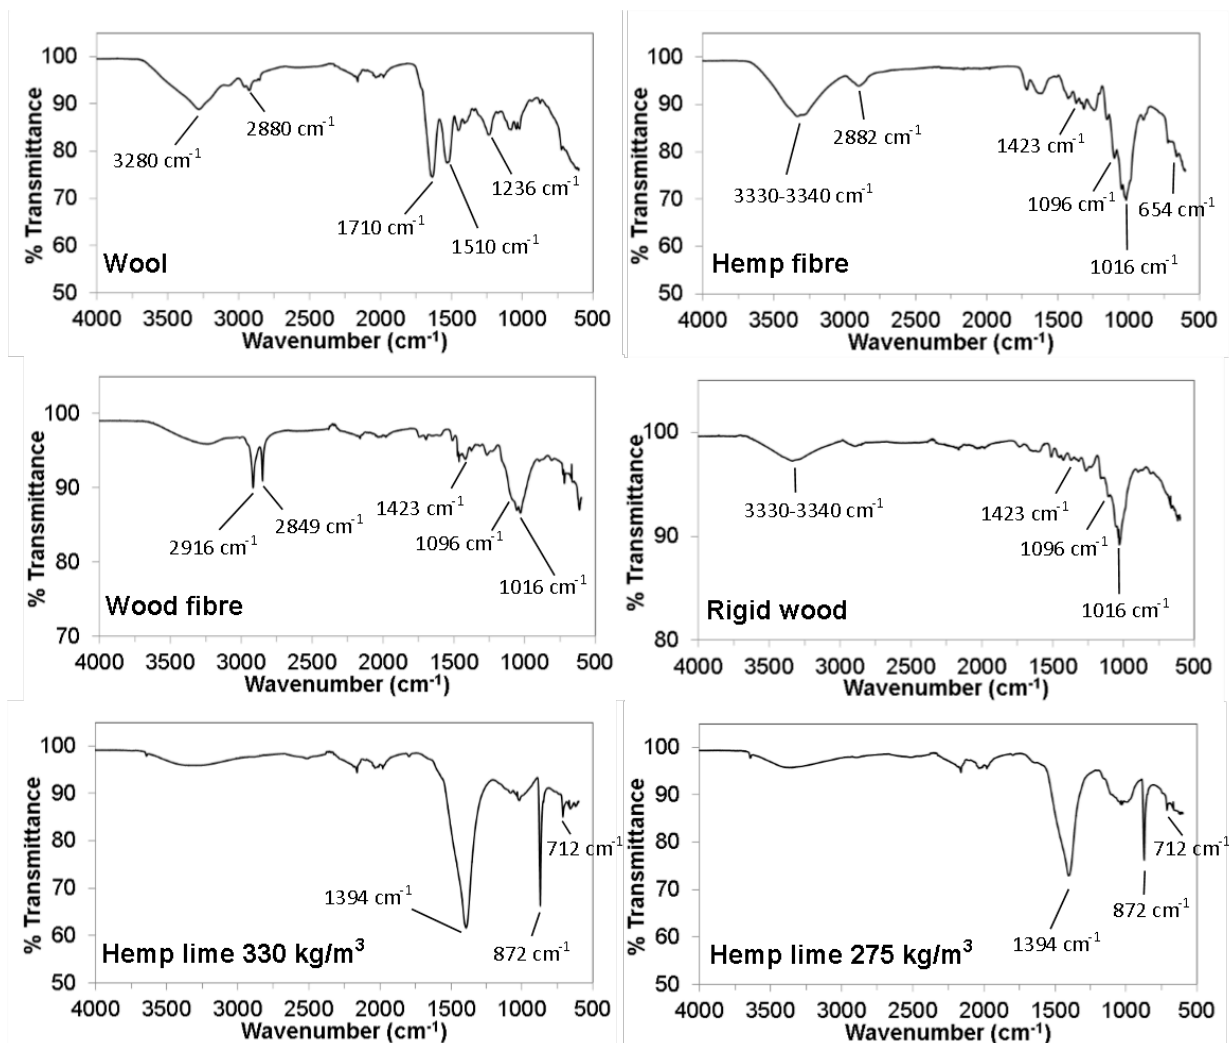 100
90
80
70
60
50
% Transmittance
3280 cm⁻¹
2880 cm⁻¹
1710 cm⁻¹
1510 cm⁻¹
1236 cm⁻¹
Wool
4000 3500 3000 2500 2000 1500 1000 500
Wavenumber (cm⁻¹)
100
90
80
70
60
50
% Transmittance
3330-3340 cm⁻¹
2882 cm⁻¹
1423 cm⁻¹
1096 cm⁻¹
1016 cm⁻¹
654 cm⁻¹
Hemp fibre
4000 3500 3000 2500 2000 1500 1000 500
Wavenumber (cm⁻¹)
100
90
80
70
% Transmittance
2916 cm⁻¹
2849 cm⁻¹
1423 cm⁻¹
1096 cm⁻¹
1016 cm⁻¹
Wood fibre
4000 3500 3000 2500 2000 1500 1000 500
Wavenumber (cm⁻¹)
100
90
80
% Transmittance
3330-3340 cm⁻¹
1423 cm⁻¹
1096 cm⁻¹
1016 cm⁻¹
Rigid wood
4000 3500 3000 2500 2000 1500 1000 500
Wavenumber (cm⁻¹)
100
90
80
70
60
50
% Transmittance
1394 cm⁻¹
872 cm⁻¹
712 cm⁻¹
Hemp lime 330 kg/m³
4000 3500 3000 2500 2000 1500 1000 500
Wavenumber (cm⁻¹)
100
90
80
70
60
50
% Transmittance
1394 cm⁻¹
872 cm⁻¹
712 cm⁻¹
Hemp lime 275 kg/m³
4000 3500 3000 2500 2000 1500 1000 500
Wavenumber (cm⁻¹)